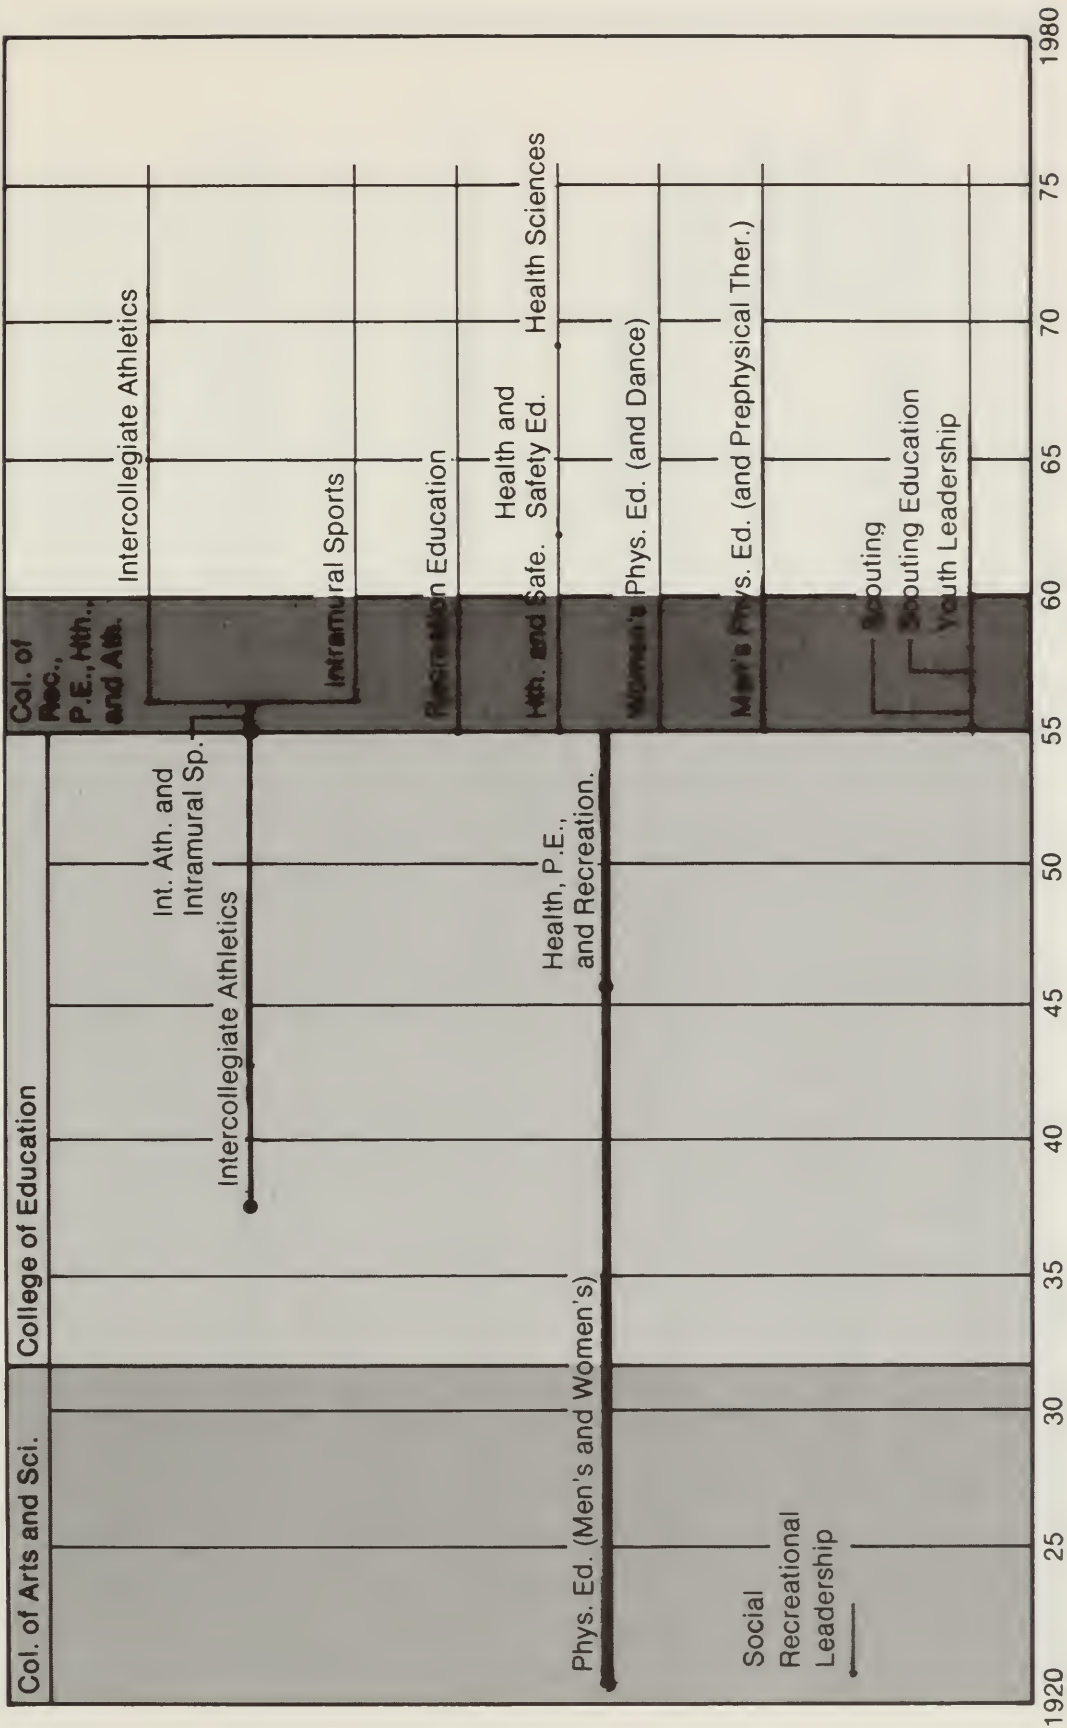 Col. of Arts and Sci.
College of Education
Col. of
Rec.,
P.E., Hth.,
and Ath.
Intercollegiate Athletics
Int. Ath. and
Intramural Sp.
Intercollegiate Athletics
Intramural Sports
Recreation Education
Health and
Hth. and Safe. Safety Ed. Health Sciences
Health, P.E.,
and Recreation.
Phys. Ed. (Men's and Women's)
Women's Phys. Ed. (and Dance)
Men's Phys. Ed. (and Prephysical Ther.)
Social
Recreational
Leadership
Scouting
Scouting Education
Youth Leadership
1920 25 30 35 40 45 50 55 60 65 70 75 1980